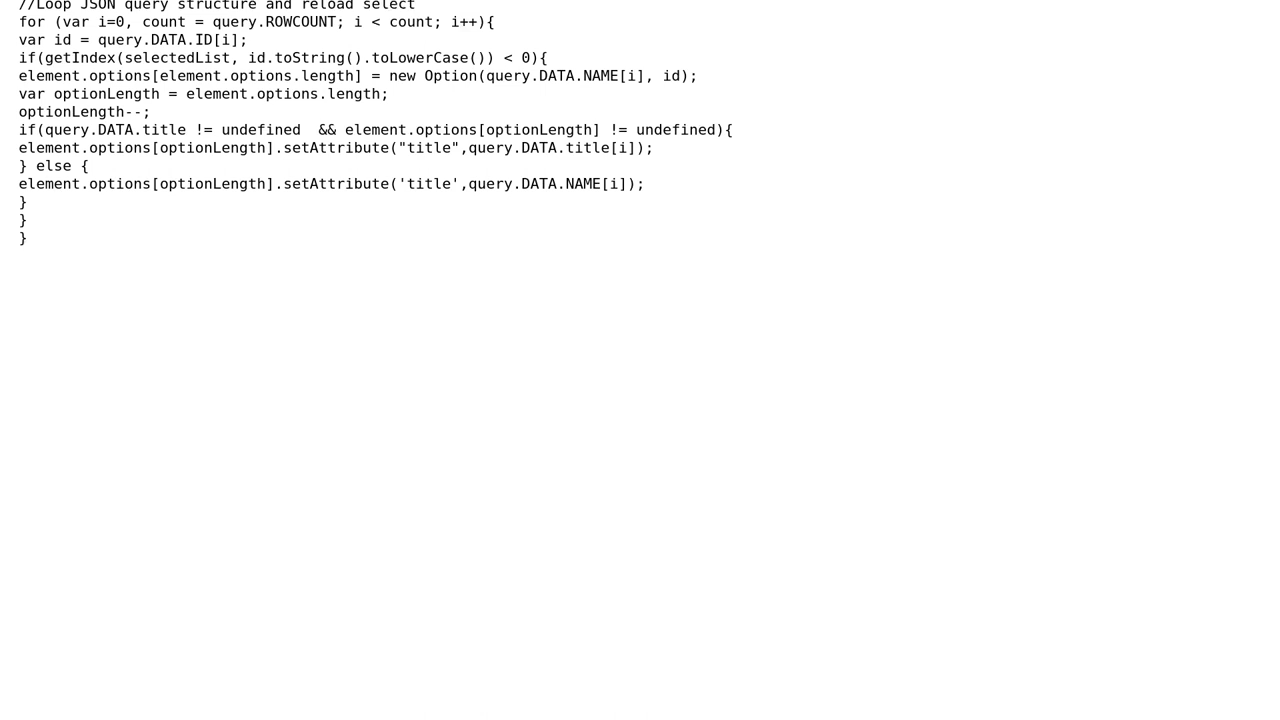 //Loop JSON query structure and reload select
for (var i=0, count = query.ROWCOUNT; i < count; i++){
var id = query.DATA.ID[i];
if(getIndex(selectedList, id.toString().toLowerCase()) < 0){
element.options[element.options.length] = new Option(query.DATA.NAME[i], id);
var optionLength = element.options.length;
optionLength--;
if(query.DATA.title != undefined  && element.options[optionLength] != undefined){
element.options[optionLength].setAttribute("title",query.DATA.title[i]);
} else {
element.options[optionLength].setAttribute('title',query.DATA.NAME[i]);
}
}
}